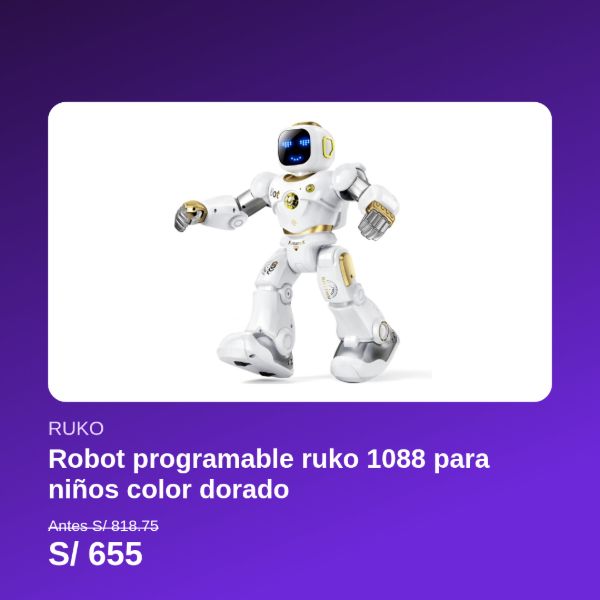 RUKO
Robot programable ruko 1088 para
niños color dorado
Antes S/ 818.75
S/ 655